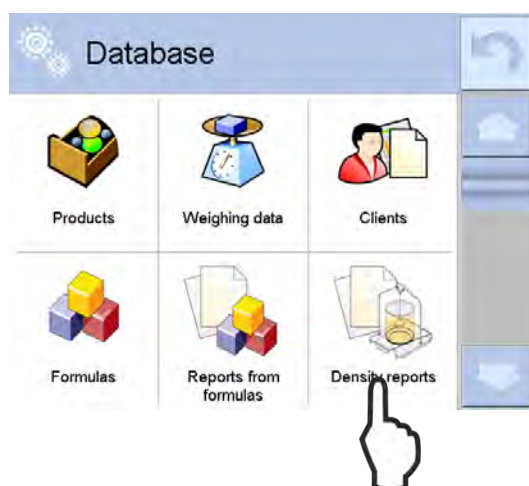 Database
Products
Weighing data
Clients
Formulas
Reports from
formulas
Density reports